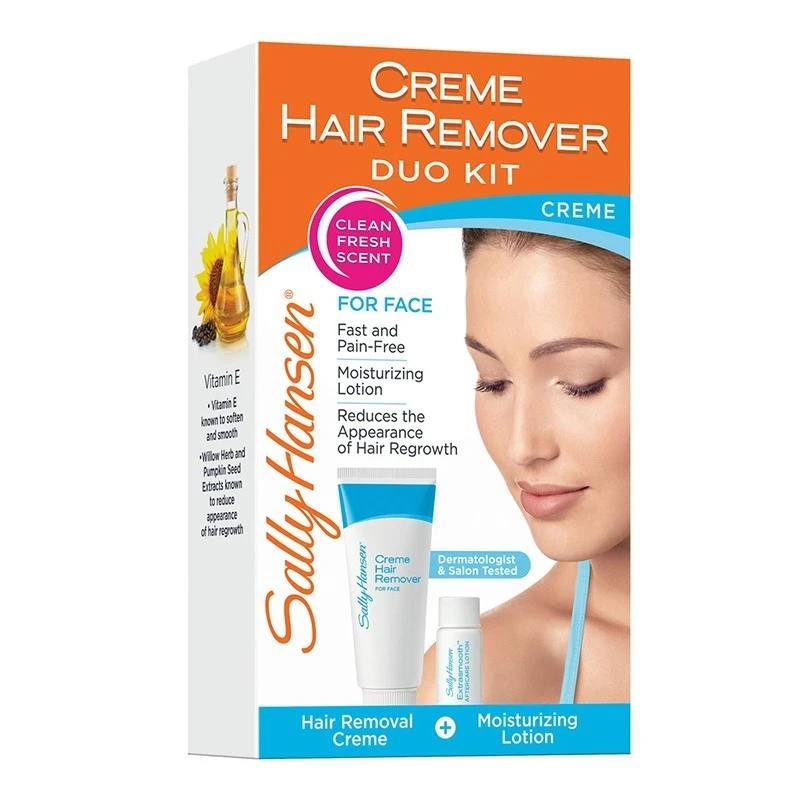 CREME
HAIR REMOVER
DUO KIT
CREME
CLEAN
FRESH
SCENT
FOR FACE
Fast and
Pain-Free
Moisturizing
Lotion
Reduces the
Appearance
of Hair Regrowth
Sally Hansen®
Vitamin E
• Vitamin E
known to soften
and smooth
•Willow Herb and
Pumpkin Seed
Extracts known
to reduce
appearance
of hair regrowth
Sally Hansen
Creme
Hair
Remover
FOR FACE
Dermatologist
& Salon Tested
Sally Hansen
Extrasmooth™
AFTERCARE LOTION
Hair Removal
Creme
+
Moisturizing
Lotion